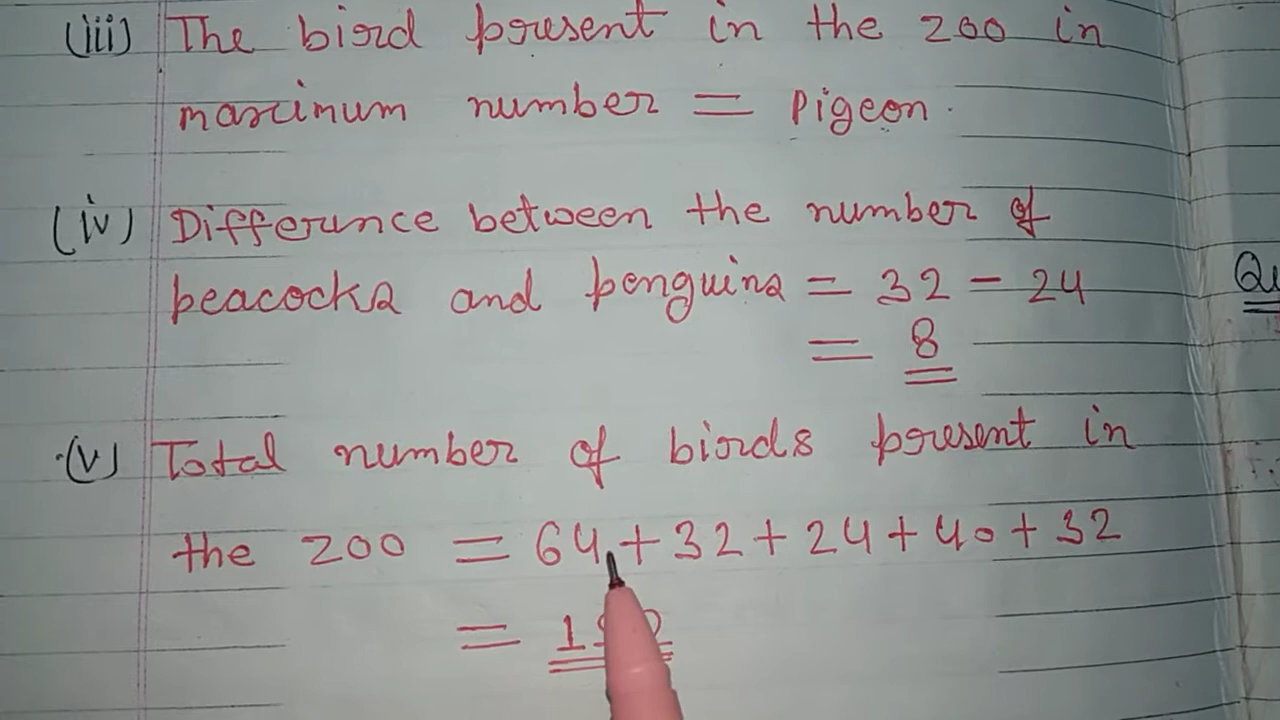 (iii) The bird present in the zoo in
maximum number = Pigeon.
(iv) Difference between the number of
peacocks and penguins = 32 - 24
= 8
Qu
(v) Total number of birds present in
the zoo = 64 + 32 + 24 + 40 + 32
=